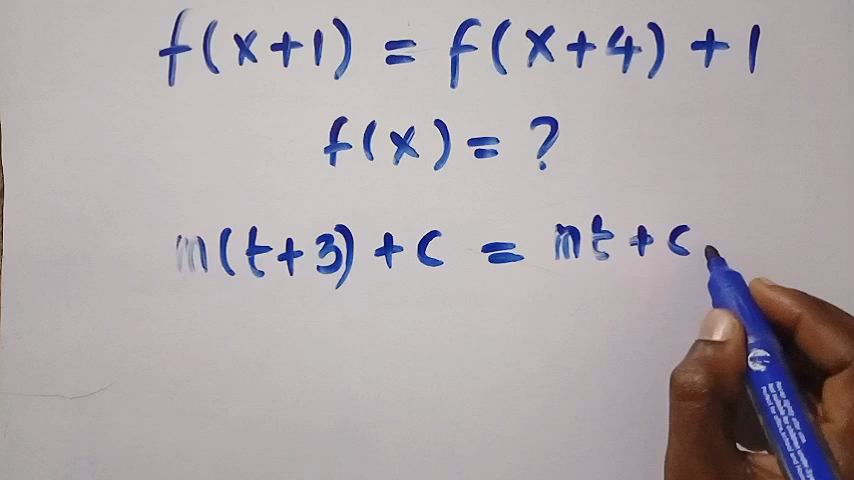 f(x+1) = f(x+4) + 1
f(x) = ?
m(t+3) + c = mt + c